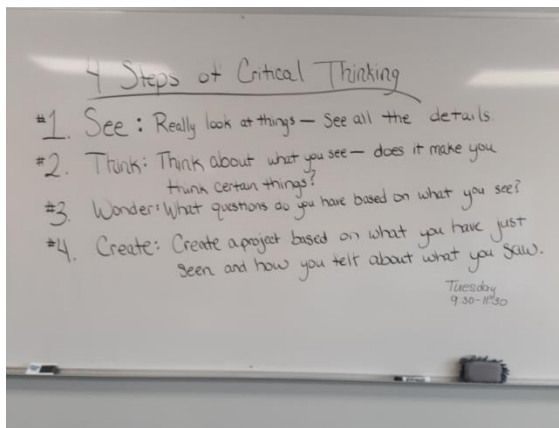 4 Steps of Critical Thinking
#1. See: Really look at things — See all the details.
#2. Think: Think about what you see — does it make you
think certain things?
#3. Wonder: What questions do you have based on what you see?
#4. Create: Create a project based on what you have just
seen and how you felt about what you saw.
Tuesday
9:30-11:30